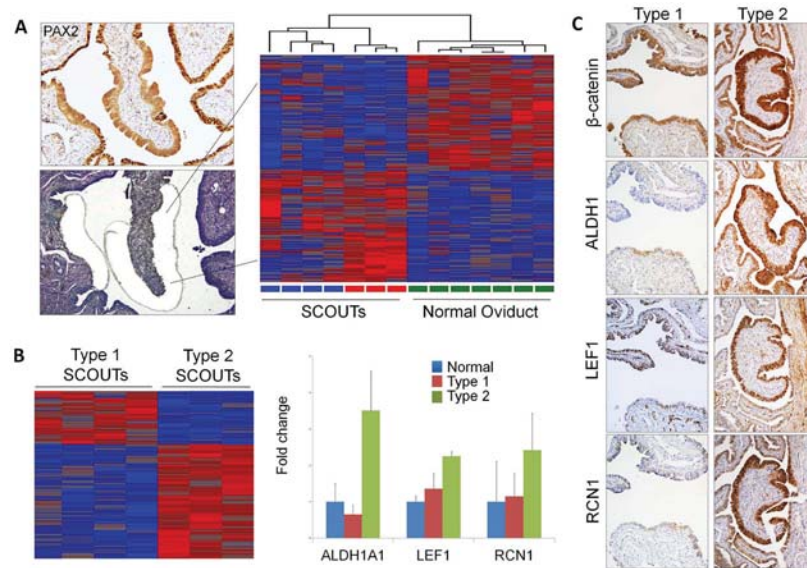 A
PAX2
SCOUTs
Normal Oviduct
B
Type 1
SCOUTs
Type 2
SCOUTs
Fold change
Normal
Type 1
Type 2
ALDH1A1
LEF1
RCN1
C
Type 1
Type 2
β-catenin
ALDH1
LEF1
RCN1